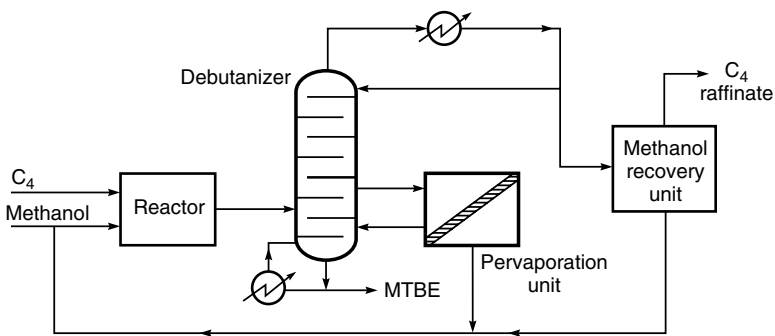 Debutanizer
C₄
raffinate
Methanol
recovery
unit
C₄
Methanol
Reactor
Pervaporation
unit
MTBE